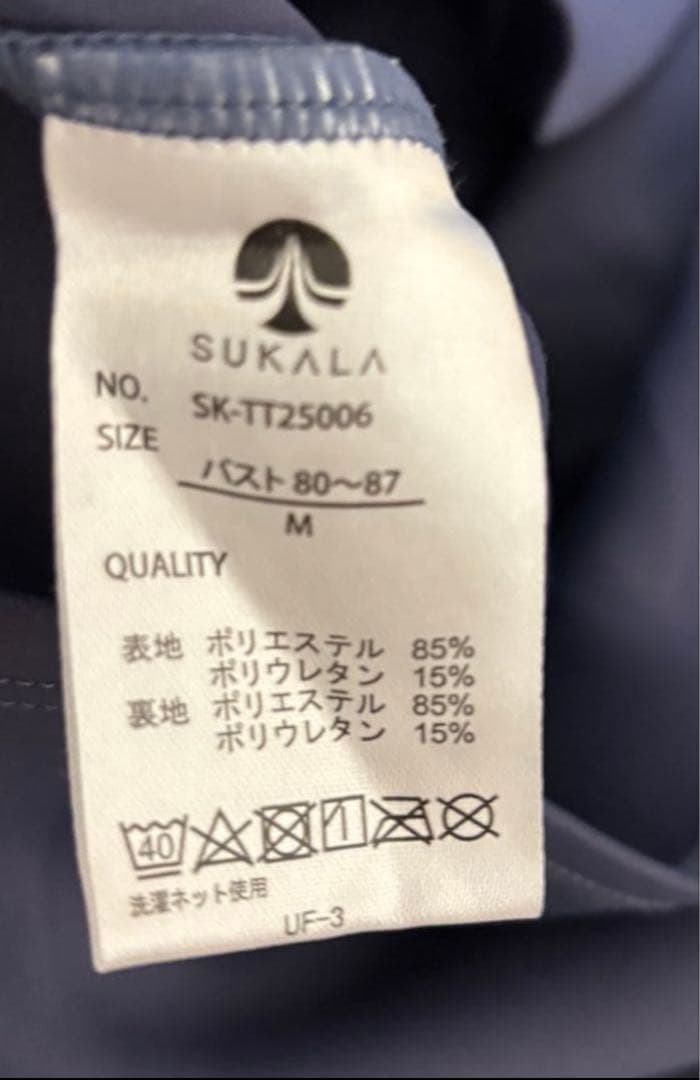 SUKALA
NO. SK-TT25006
SIZE
バスト 80〜87
M
QUALITY
表地 ポリエステル 85%
ポリウレタン 15%
裏地 ポリエステル 85%
ポリウレタン 15%
40
洗濯ネット使用
UF-3